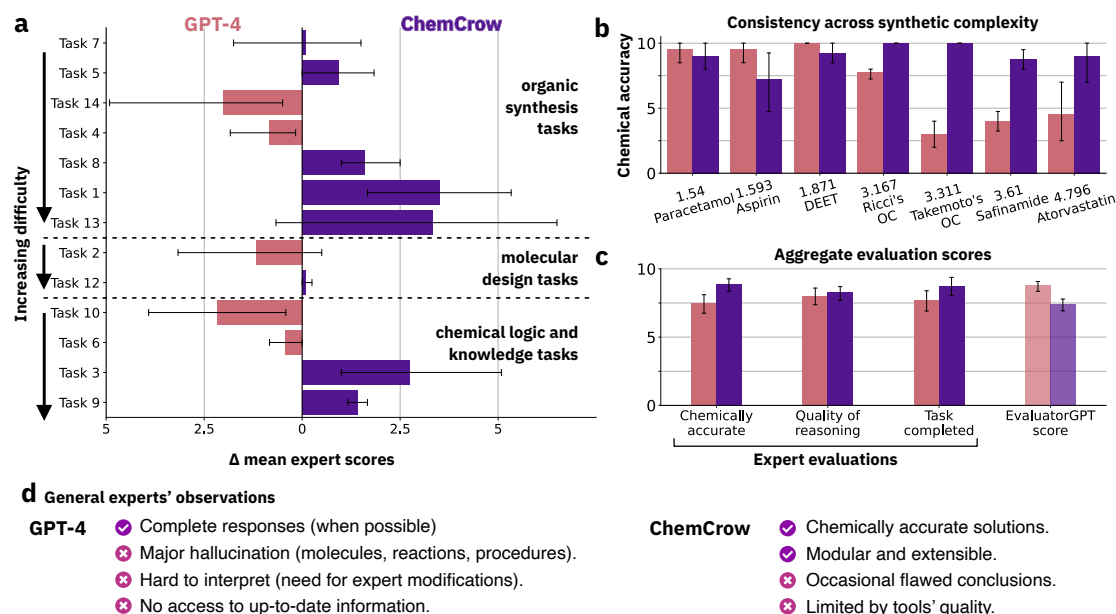 a
GPT-4
ChemCrow
Increasing difficulty
Task 7
Task 5
Task 14
Task 4
Task 8
Task 1
Task 13
Task 2
Task 12
Task 10
Task 6
Task 3
Task 9
organic
synthesis
tasks
molecular
design tasks
chemical logic and
knowledge tasks
5
2.5
0
2.5
5
Δ mean expert scores
b
Consistency across synthetic complexity
Chemical accuracy
10
5
0
1.54
Paracetamol
1.593
Aspirin
1.871
DEET
3.167
Ricci's
OC
3.311
Takemoto's
OC
3.61
Safinamide
4.796
Atorvastatin
c
Aggregate evaluation scores
10
5
0
Chemically
accurate
Quality of
reasoning
Task
completed
EvaluatorGPT
score
Expert evaluations
d General experts' observations
GPT-4
Complete responses (when possible)
Major hallucination (molecules, reactions, procedures).
Hard to interpret (need for expert modifications).
No access to up-to-date information.
ChemCrow
Chemically accurate solutions.
Modular and extensible.
Occasional flawed conclusions.
Limited by tools' quality.